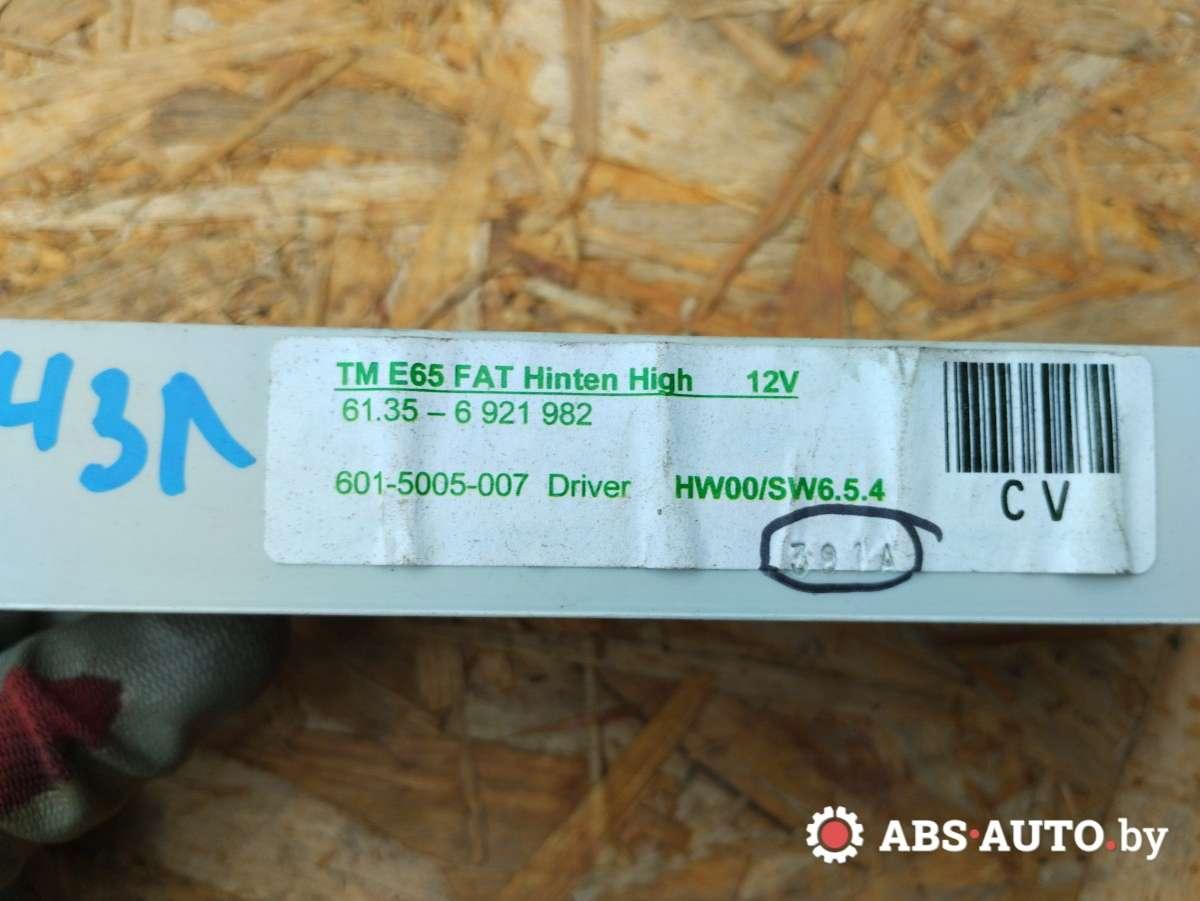 43Л
TM E65 FAT Hinten High 12V
61.35 – 6 921 982
601-5005-007 Driver HW00/SW6.5.4
CV
391A
ABS·AUTO.by